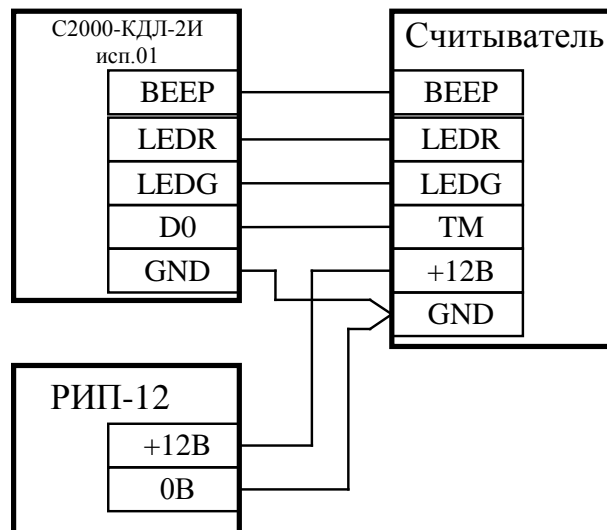 С2000-КДЛ-2И
исп.01
BEEP
LEDR
LEDG
D0
GND
Считыватель
BEEP
LEDR
LEDG
TM
+12В
GND
РИП-12
+12В
0В